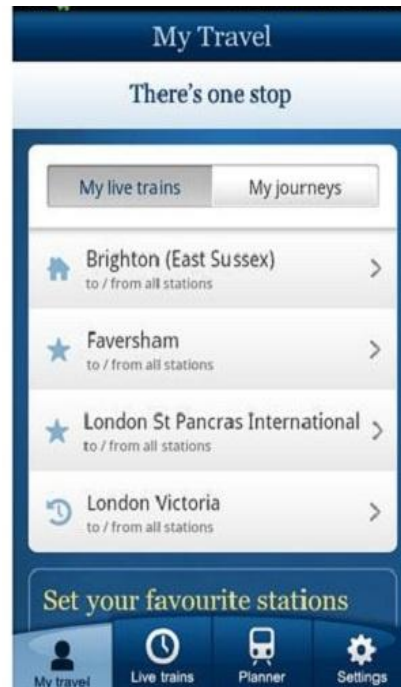 My Travel
There's one stop
My live trains
My journeys
Brighton (East Sussex)
to / from all stations
Faversham
to / from all stations
London St Pancras International
to / from all stations
London Victoria
to / from all stations
Set your favourite stations
My travel
Live trains
Planner
Settings